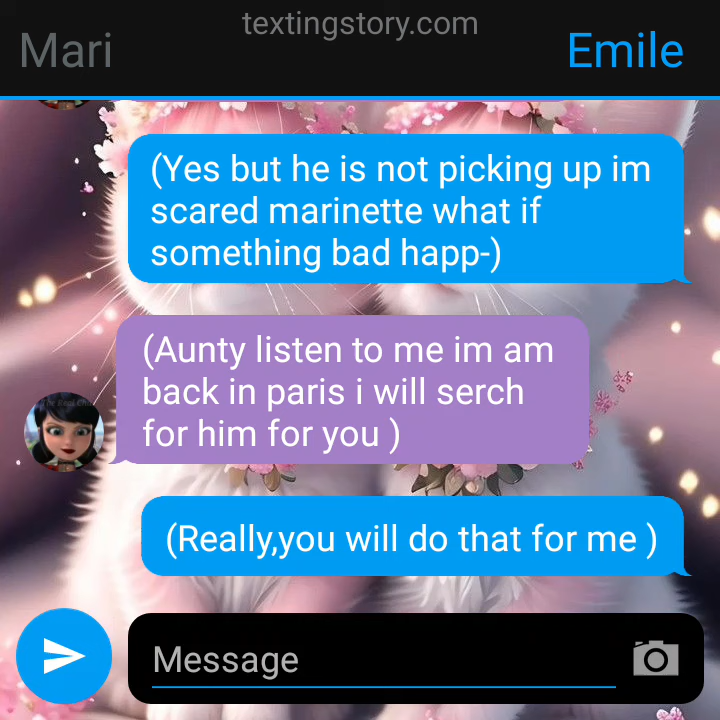 textingstory.com
Mari
Emile
(Yes but he is not picking up im
scared marinette what if
something bad happ-)
(Aunty listen to me im am
back in paris i will serch
for him for you )
(Really,you will do that for me )
Message